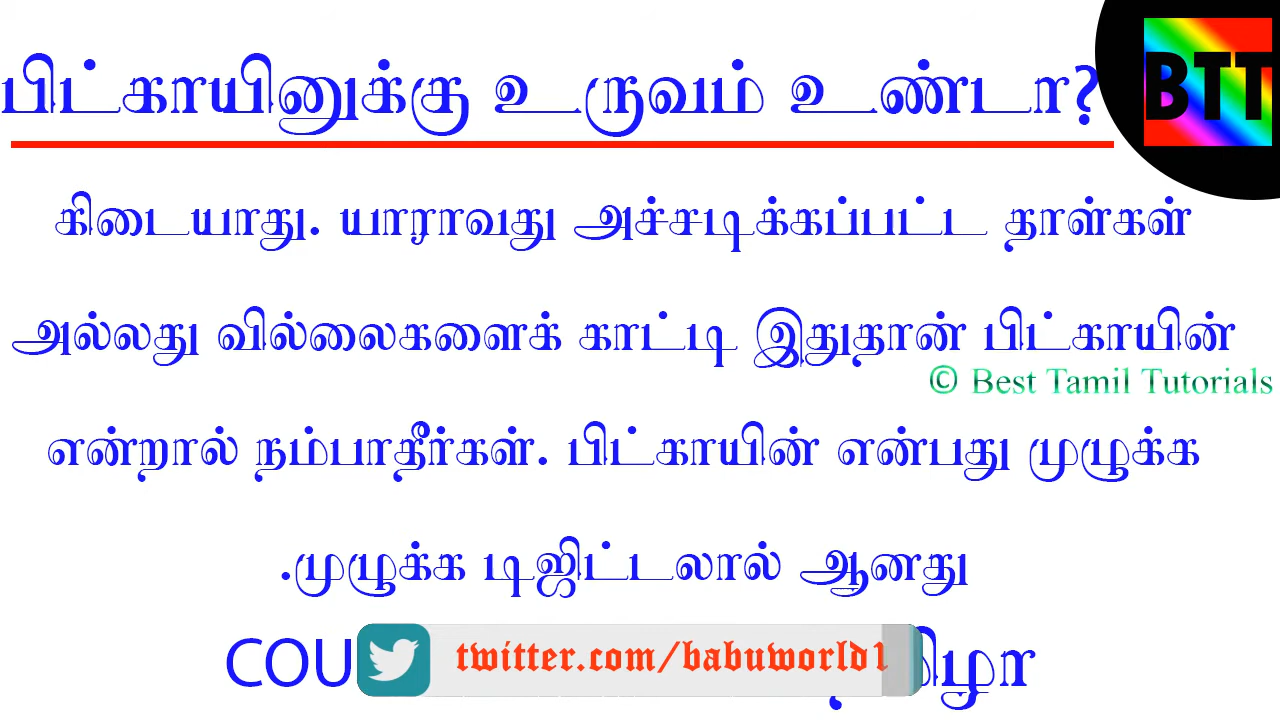 பிட்காயினுக்கு உருவம் உண்டா?
BTT
கிடையாது. யாராவது அச்சடிக்கப்பட்ட தாள்கள்
அல்லது வில்லைகளைக் காட்டி இதுதான் பிட்காயின்
© Best Tamil Tutorials
என்றால் நம்பாதீர்கள். பிட்காயின் என்பது முழுக்க
.முழுக்க டிஜிட்டலால் ஆனது
twitter.com/babuworld1